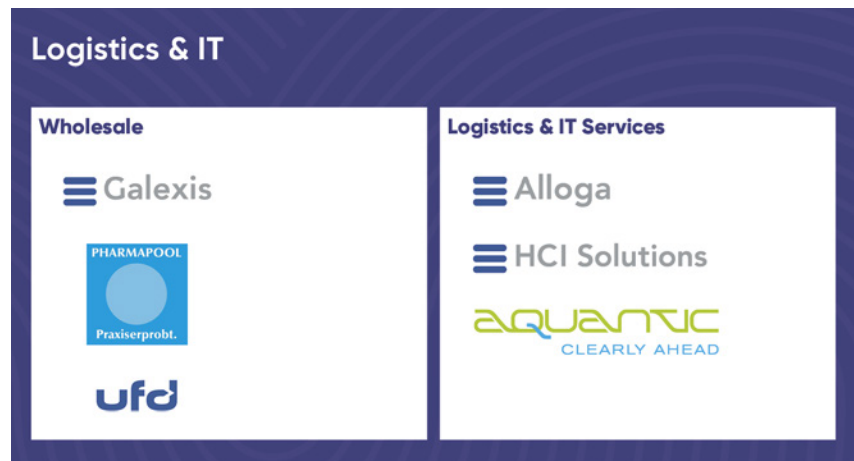 Logistics & IT
Wholesale
Galexis
PHARMAPOOL
Praxiserprobt.
ufd
Logistics & IT Services
Alloga
HCI Solutions
aquantic
CLEARLY AHEAD